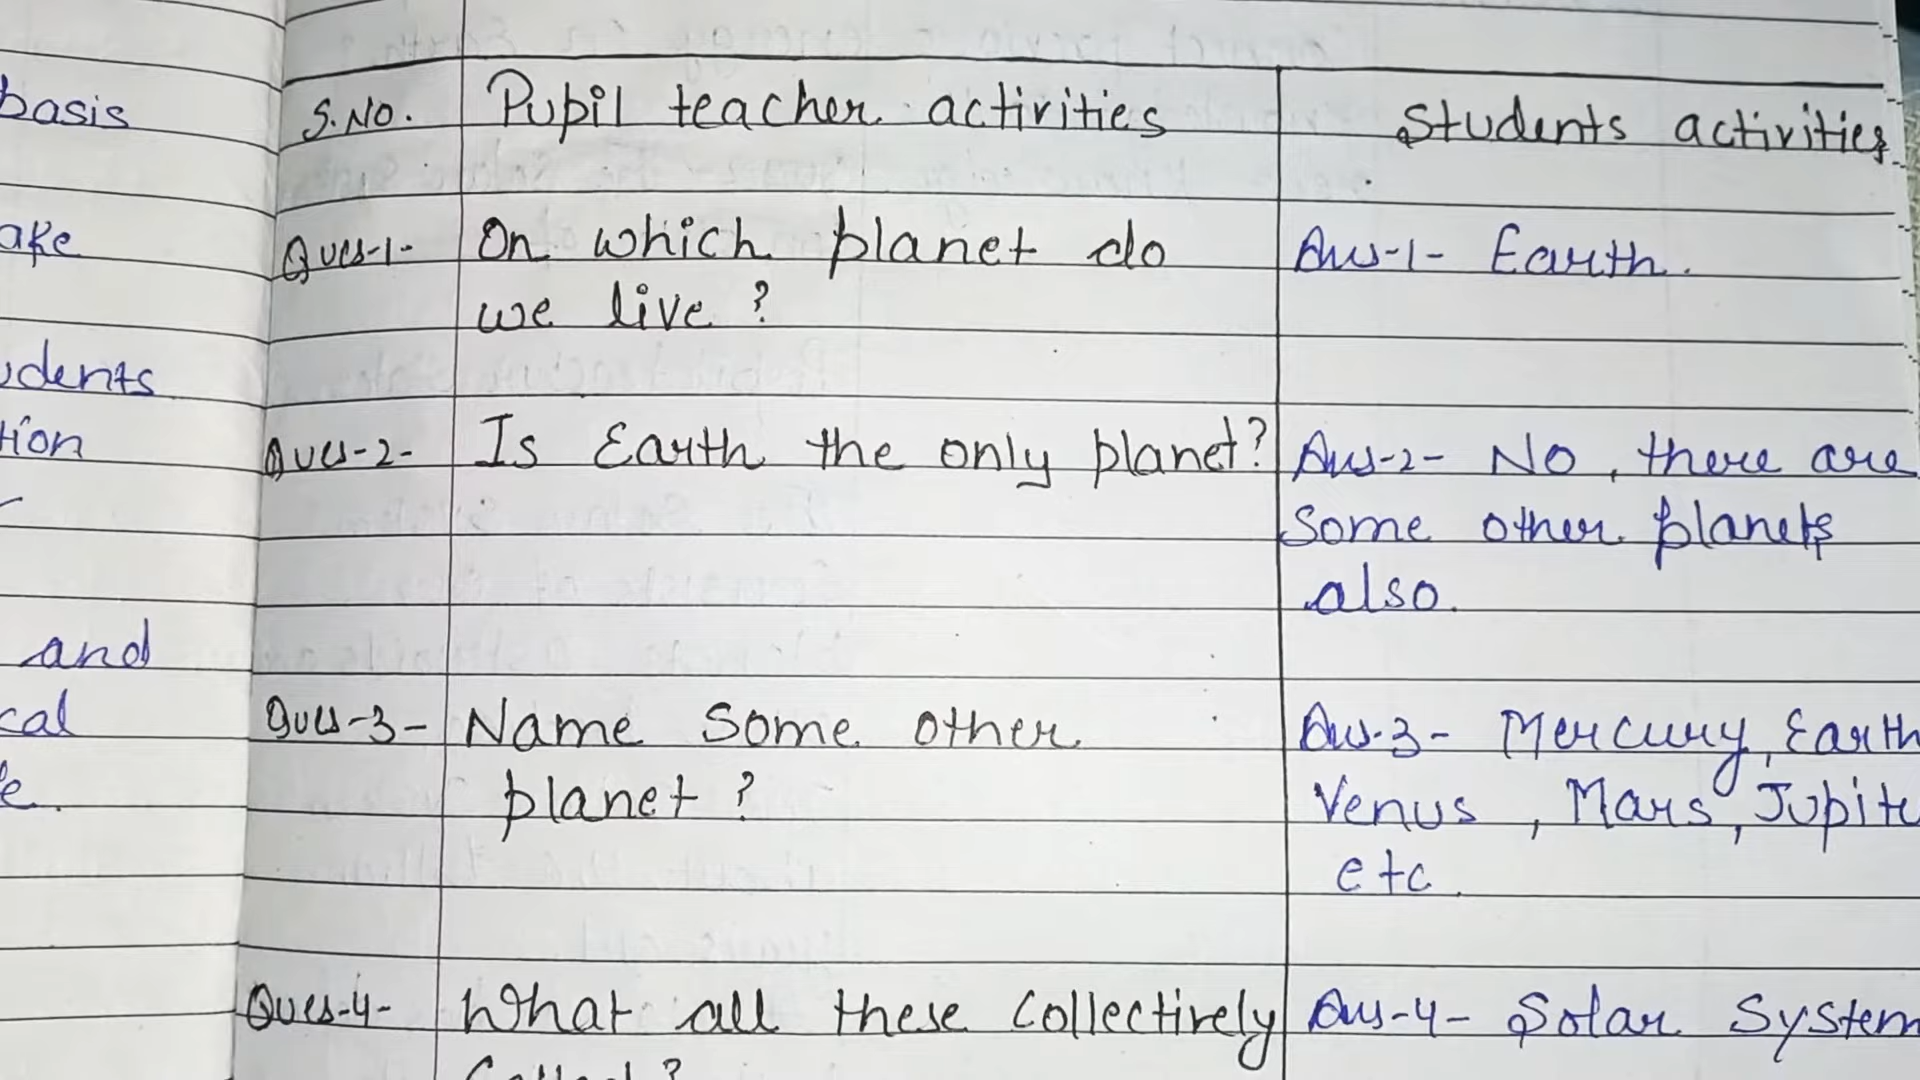 basis
ake
udents
tion
and
cal
e.
S.No. Pupil teacher activities Students activities
Ques-1- On which planet do Ans-1- Earth.
we live ?
Ques-2- Is Earth the only planet? Ans-2- No, there are
some other planets
also.
Ques-3- Name some other Ans-3- Mercury, Earth
planet ? Venus, Mars, Jupite
etc.
Ques-4- What all these collectively Ans-4- Solar System
Called ?